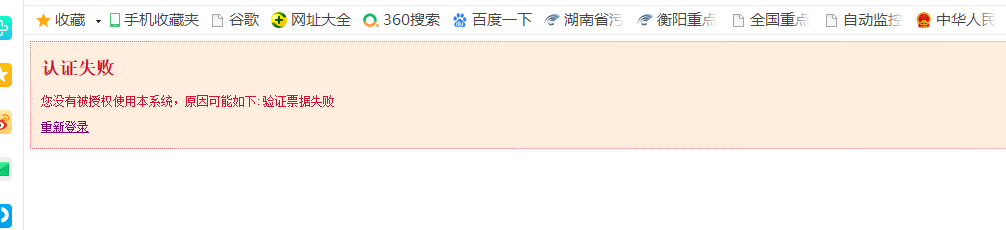 收藏 手机收藏夹 谷歌 网址大全 360搜索 百度一下 湖南省污 衡阳重点 全国重点 自动监控 中华人民
认证失败
您没有被授权使用本系统，原因可能如下:验证票据失败
重新登录